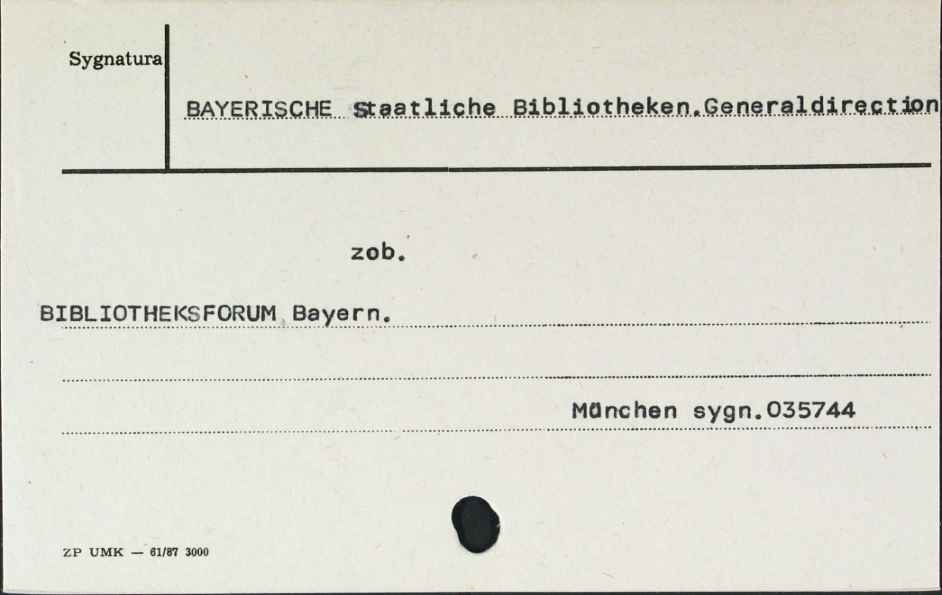 Sygnatura
BAYERISCHE Staatliche Bibliotheken.Generaldirection
zob.
BIBLIOTHEKSFORUM Bayern.
München sygn.035744
ZP UMK — 61/87 3000